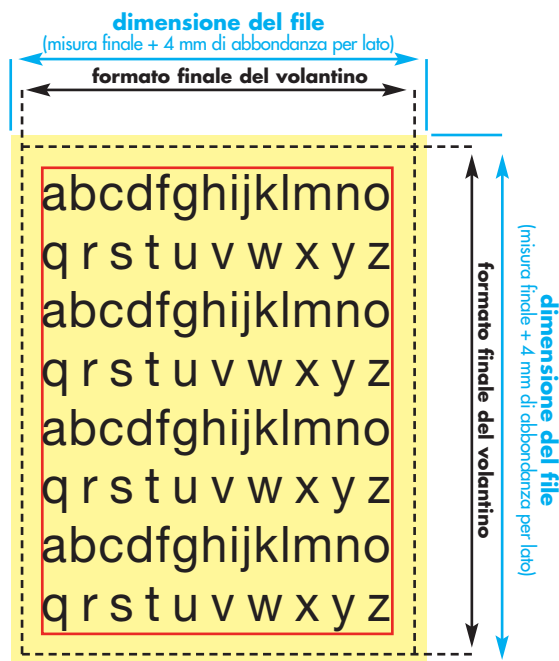 dimensione del file
(misura finale + 4 mm di abbondanza per lato)
formato finale del volantino
abcdfghijklmno
q r s t u v w x y z
abcdfghijklmno
q r s t u v w x y z
abcdfghijklmno
q r s t u v w x y z
abcdfghijklmno
q r s t u v w x y z
formato finale del volantino
dimensione del file
(misura finale + 4 mm di abbondanza per lato)